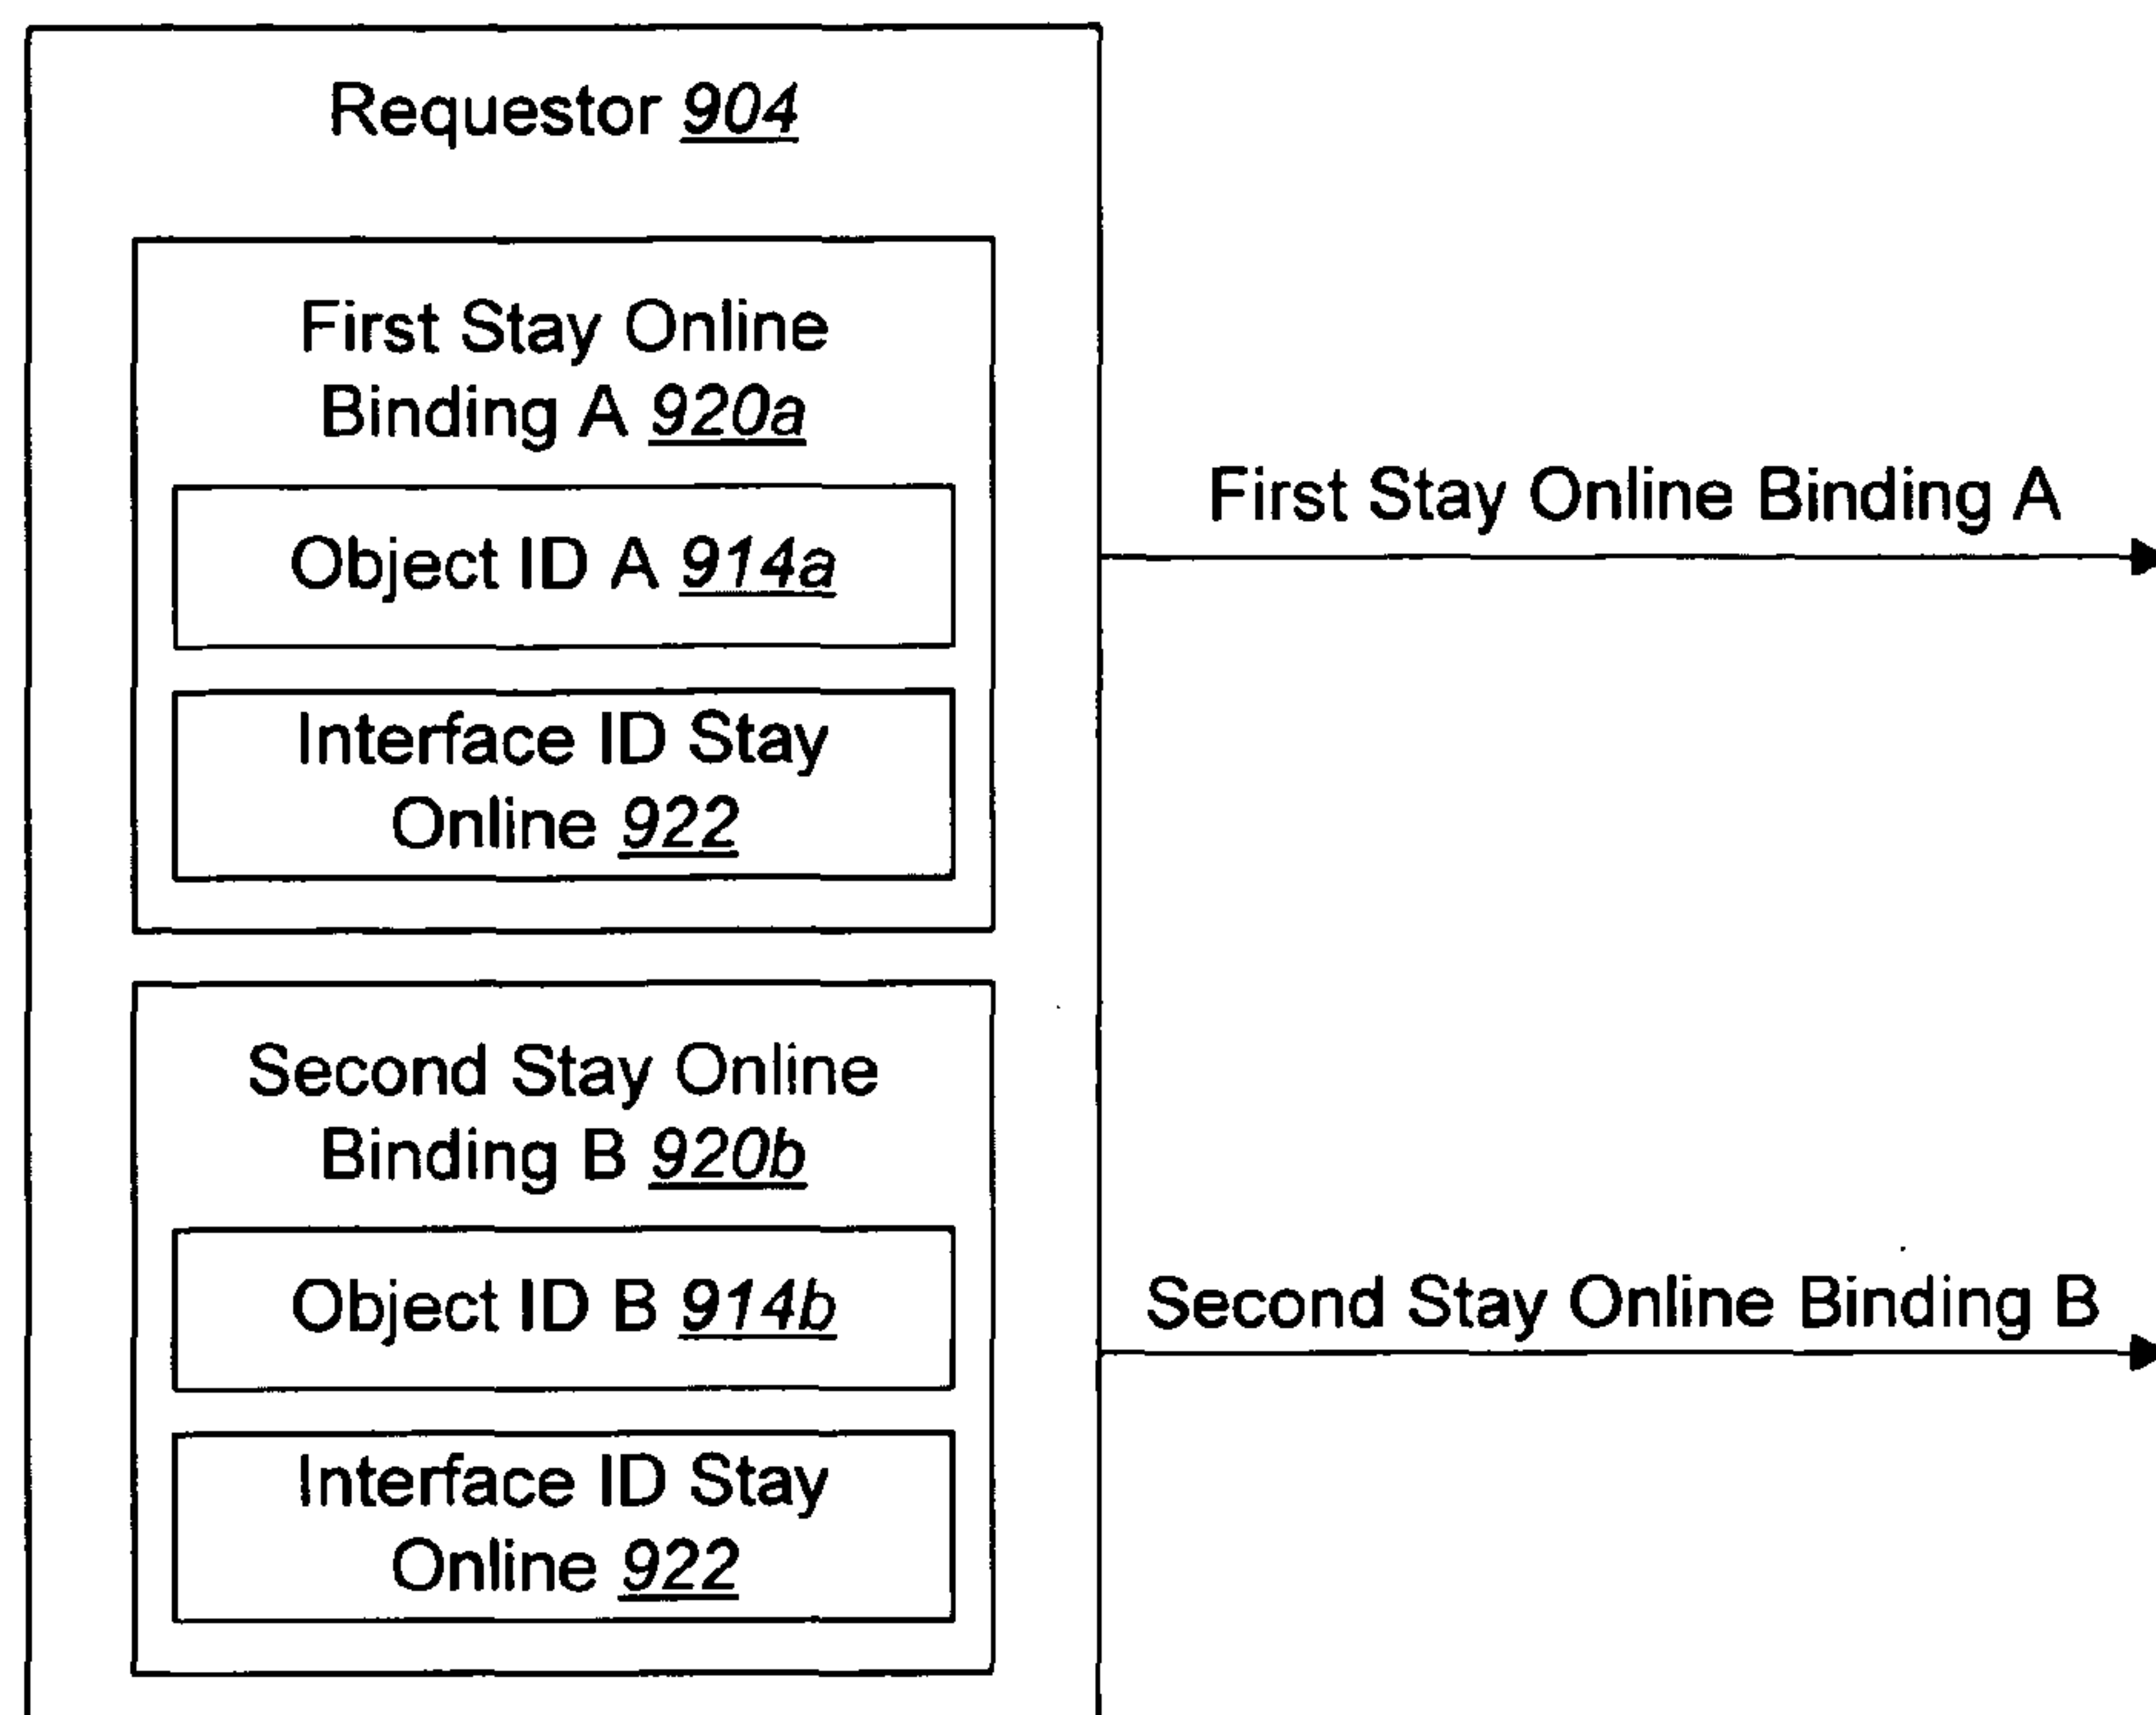 Requestor 904
First Stay Online
Binding A 920a
Object ID A 914a
Interface ID Stay
Online 922
First Stay Online Binding A
Second Stay Online
Binding B 920b
Object ID B 914b
Interface ID Stay
Online 922
Second Stay Online Binding B